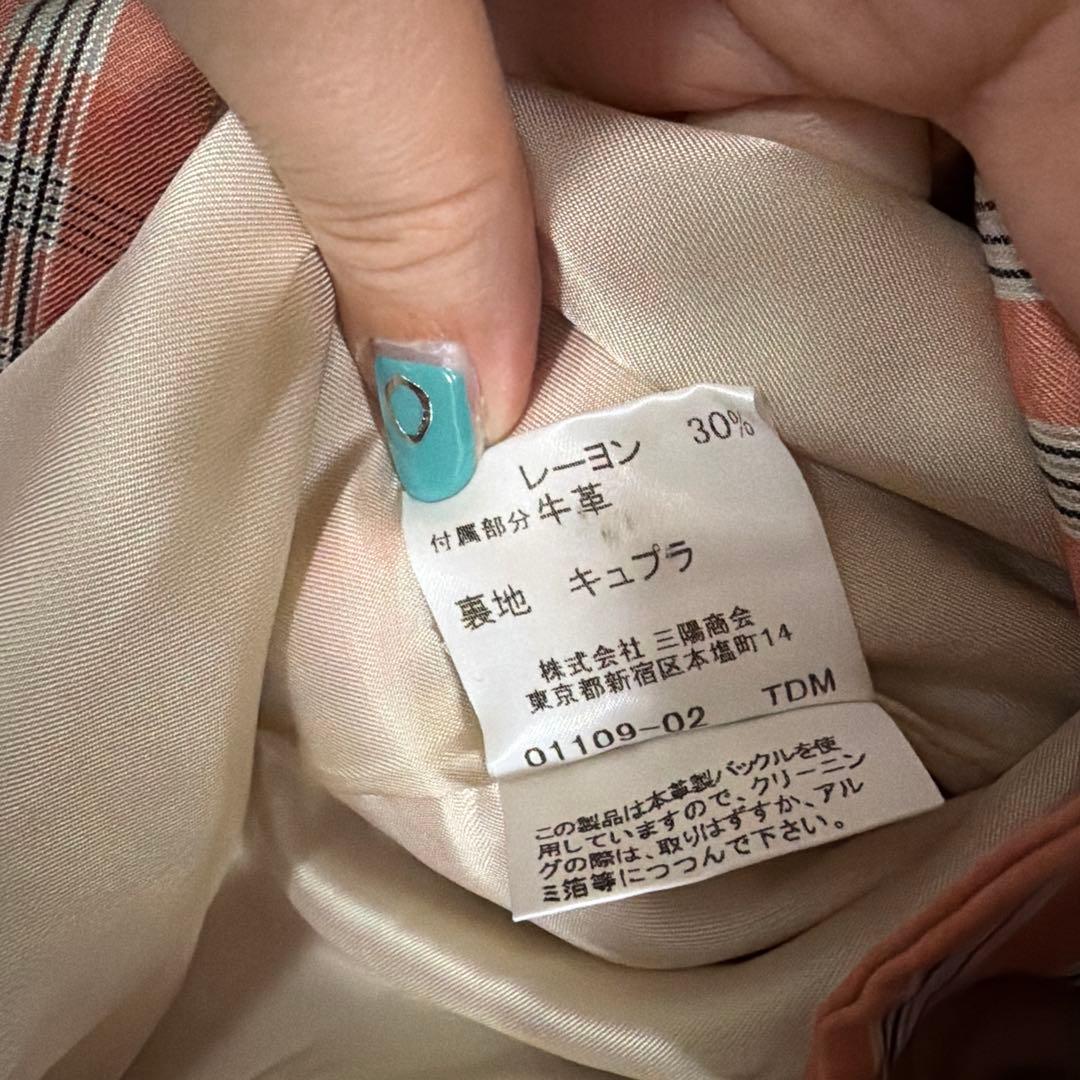 レーヨン 30%
付属部分 牛革
裏地 キュプラ
株式会社 三陽商会
東京都新宿区本塩町14
01109-02 TDM
この製品は本革製バックルを使
用していますので、クリーニン
グの際は、取りはずすか、アル
ミ箔等につつんで下さい。